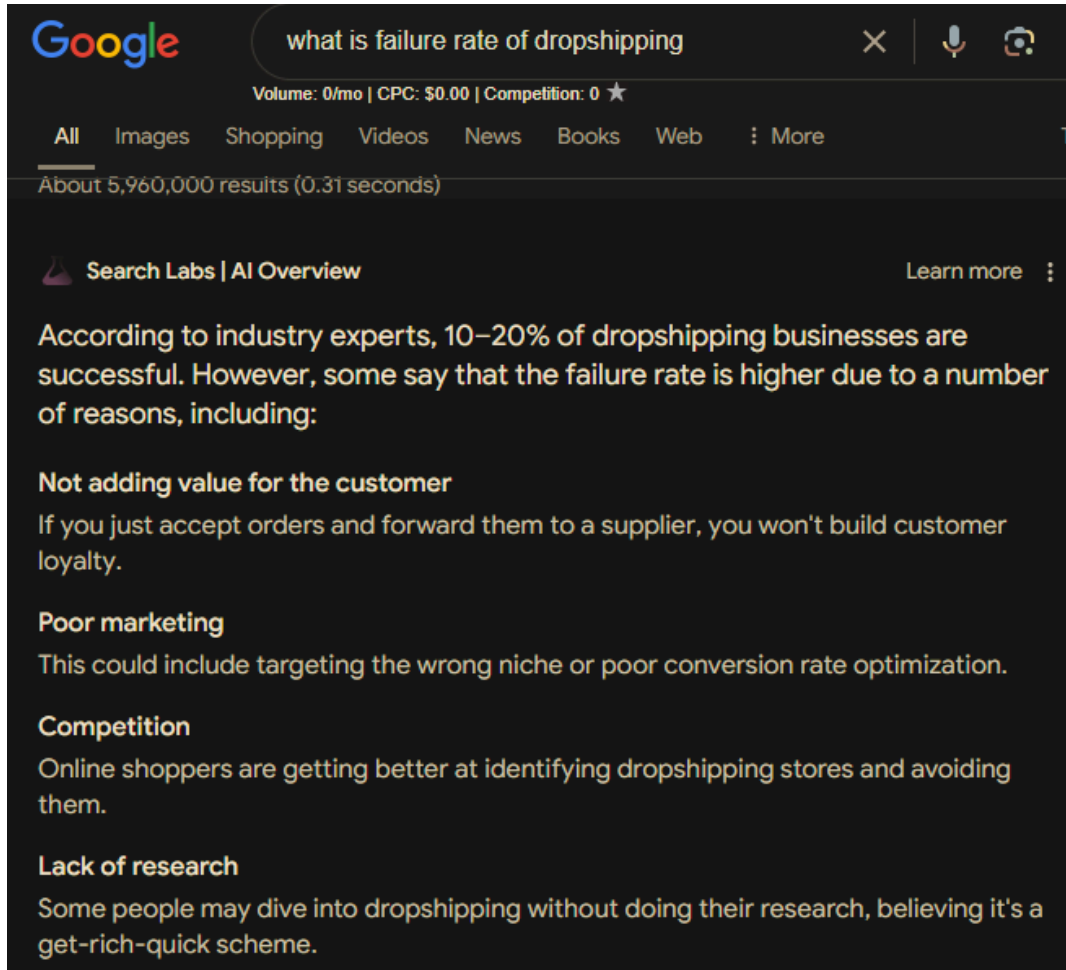 Google
what is failure rate of dropshipping
Volume: 0/mo | CPC: $0.00 | Competition: 0
All Images Shopping Videos News Books Web More
About 5,960,000 results (0.31 seconds)
Search Labs | AI Overview
Learn more
According to industry experts, 10–20% of dropshipping businesses are
successful. However, some say that the failure rate is higher due to a number
of reasons, including:
Not adding value for the customer
If you just accept orders and forward them to a supplier, you won't build customer
loyalty.
Poor marketing
This could include targeting the wrong niche or poor conversion rate optimization.
Competition
Online shoppers are getting better at identifying dropshipping stores and avoiding
them.
Lack of research
Some people may dive into dropshipping without doing their research, believing it's a
get-rich-quick scheme.